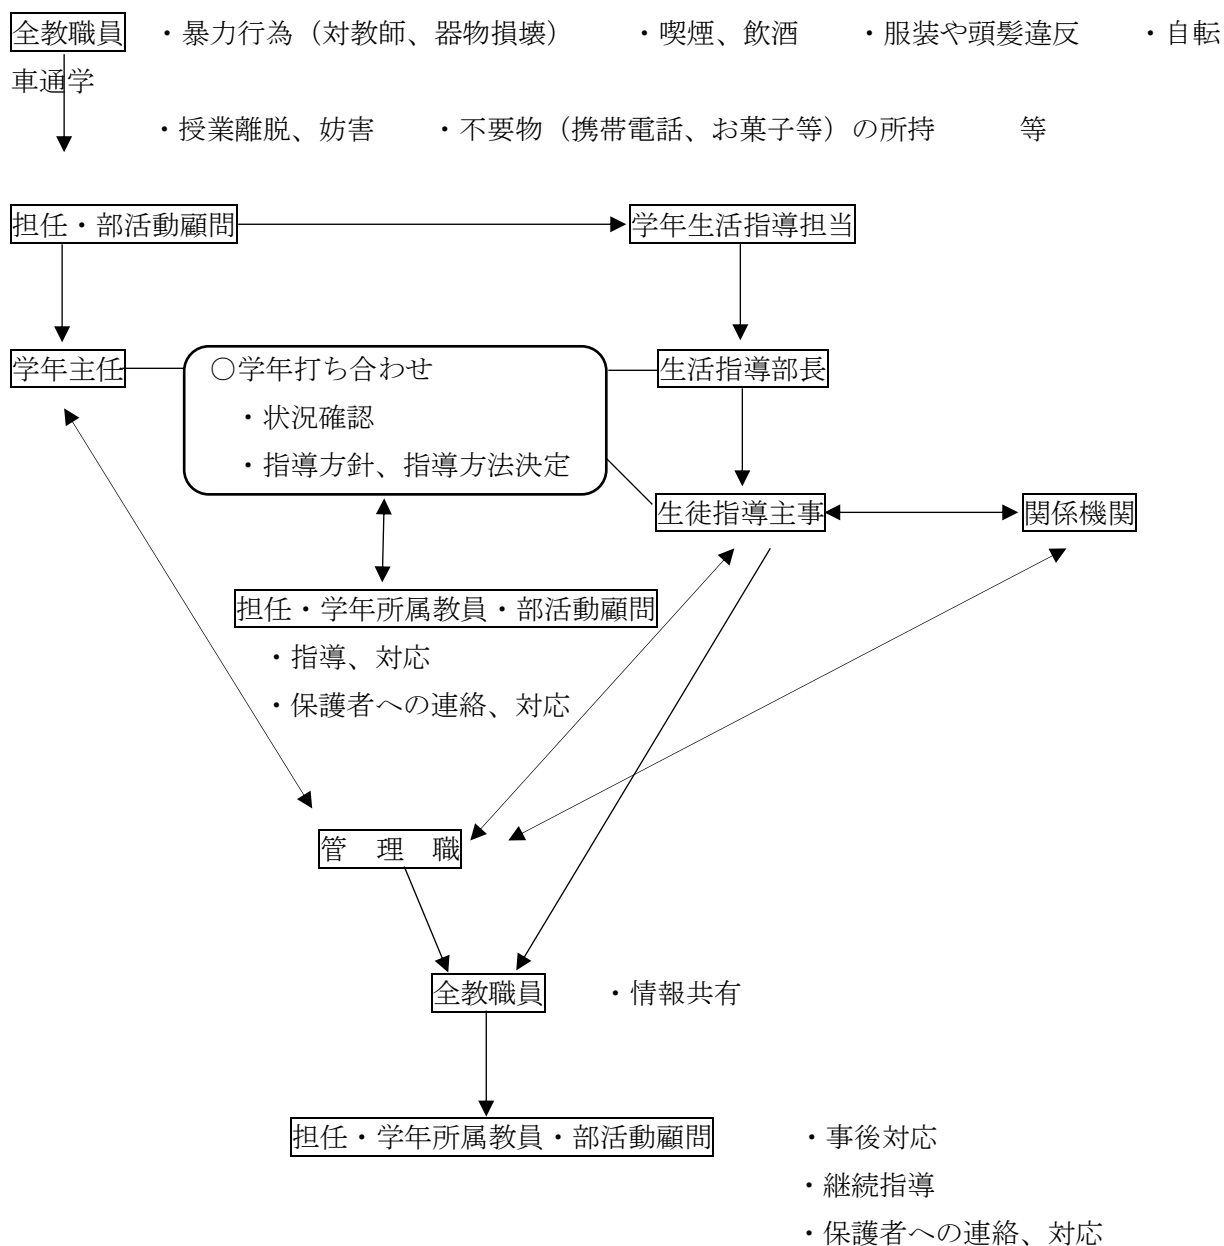 全教職員 ・暴力行為（対教師、器物損壊） ・喫煙、飲酒 ・服装や頭髪違反 ・自転
車通学
・授業離脱、妨害 ・不要物（携帯電話、お菓子等）の所持 等
担任・部活動顧問 学年生活指導担当
学年主任 ○学年打ち合わせ 生活指導部長
・状況確認
・指導方針、指導方法決定
生徒指導主事 関係機関
担任・学年所属教員・部活動顧問
・指導、対応
・保護者への連絡、対応
管　理　職
全教職員 ・情報共有
担任・学年所属教員・部活動顧問 ・事後対応
・継続指導
・保護者への連絡、対応